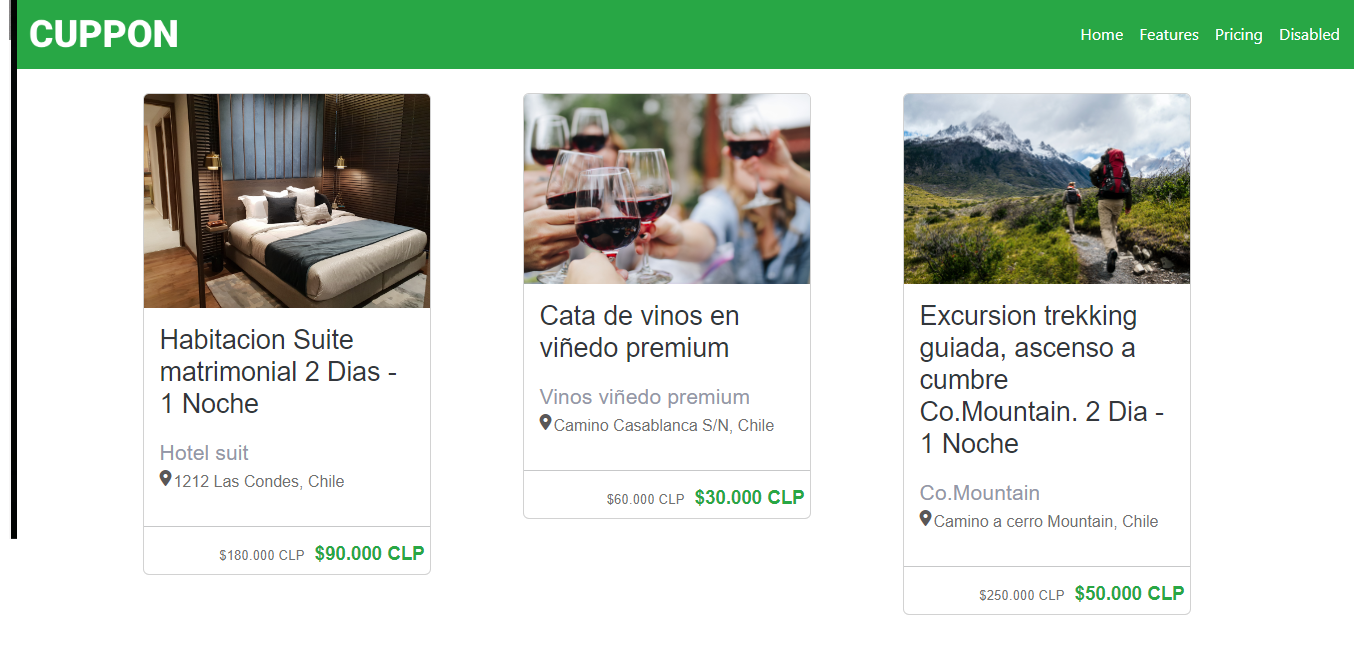 CUPPON
Home Features Pricing Disabled
Habitacion Suite
matrimonial 2 Dias -
1 Noche
Hotel suit
1212 Las Condes, Chile
$180.000 CLP $90.000 CLP
Cata de vinos en
viñedo premium
Vinos viñedo premium
Camino Casablanca S/N, Chile
$60.000 CLP $30.000 CLP
Excursion trekking
guiada, ascenso a
cumbre
Co.Mountain. 2 Dia -
1 Noche
Co.Mountain
Camino a cerro Mountain, Chile
$250.000 CLP $50.000 CLP